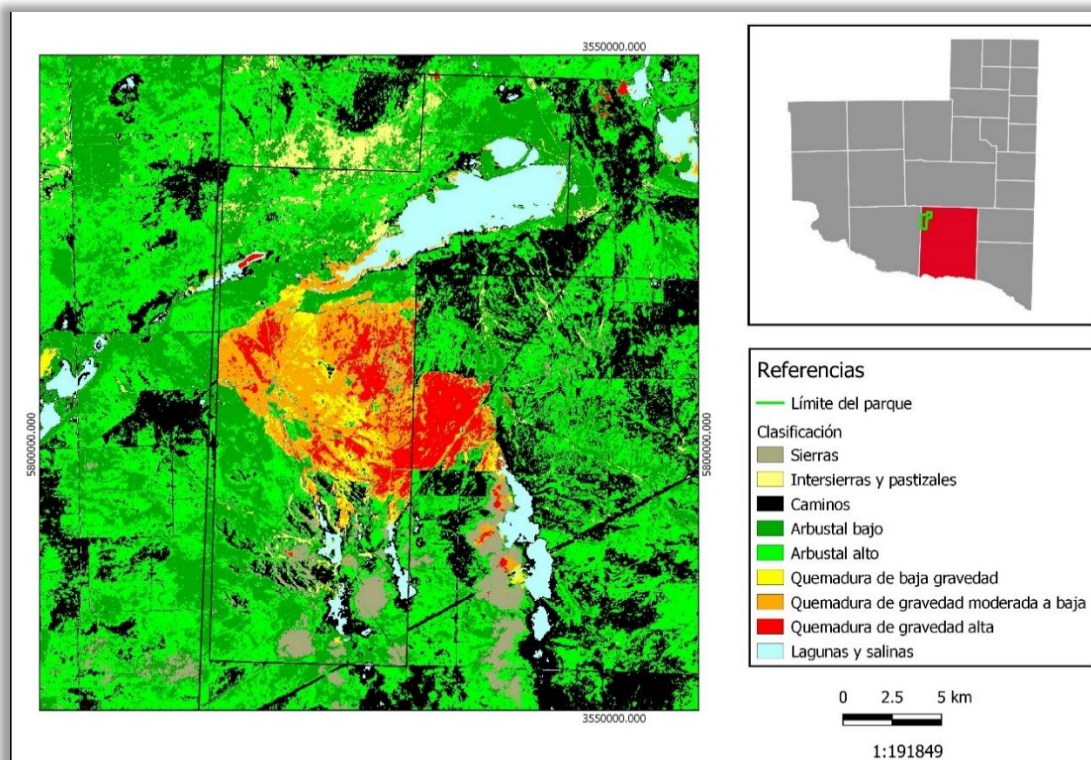 3550000.000
5800000.000
5800000.000
3550000.000
Referencias
Límite del parque
Clasificación
Sierras
Intersierras y pastizales
Caminos
Arbustal bajo
Arbustal alto
Quemadura de baja gravedad
Quemadura de gravedad moderada a baja
Quemadura de gravedad alta
Lagunas y salinas
0 2.5 5 km
1:191849